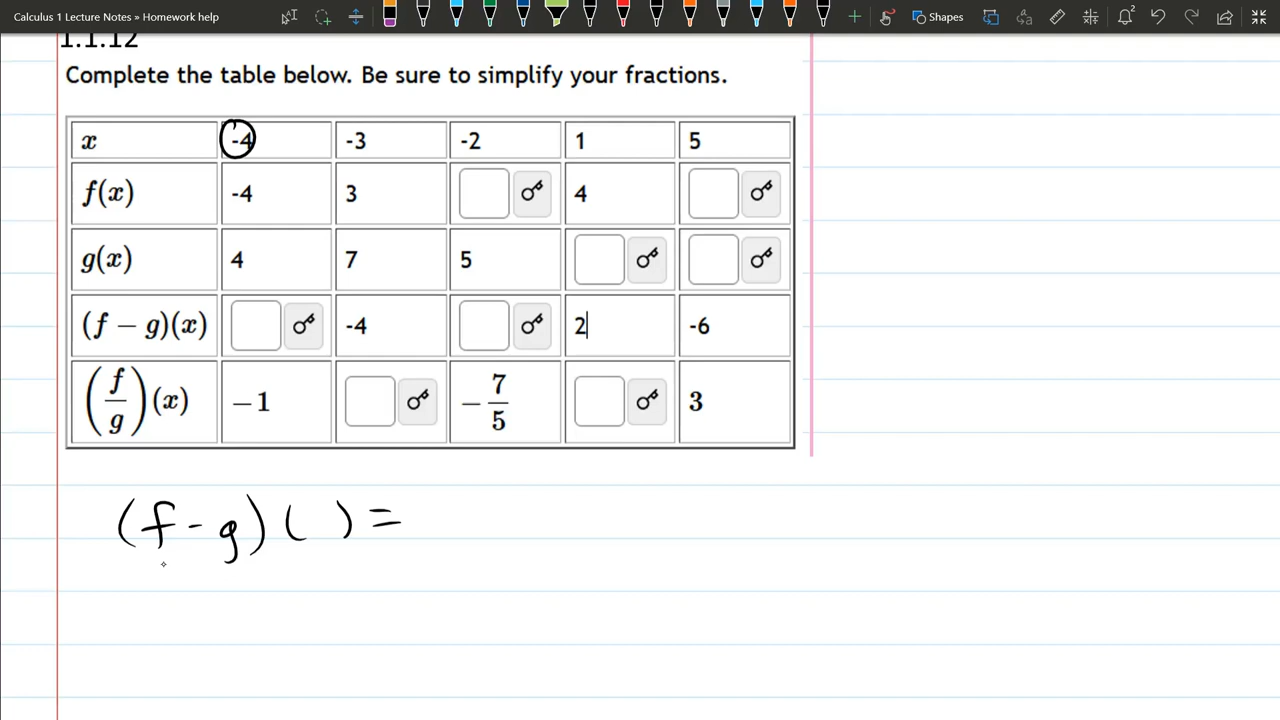 Calculus 1 Lecture Notes » Homework help
Shapes
2
1.1.12
Complete the table below. Be sure to simplify your fractions.
x -4 -3 -2 1 5
f(x) -4 3 4
g(x) 4 7 5
(f − g)(x) -4 2 -6
(f/g)(x) −1 −7/5 3
(f - g)( ) =